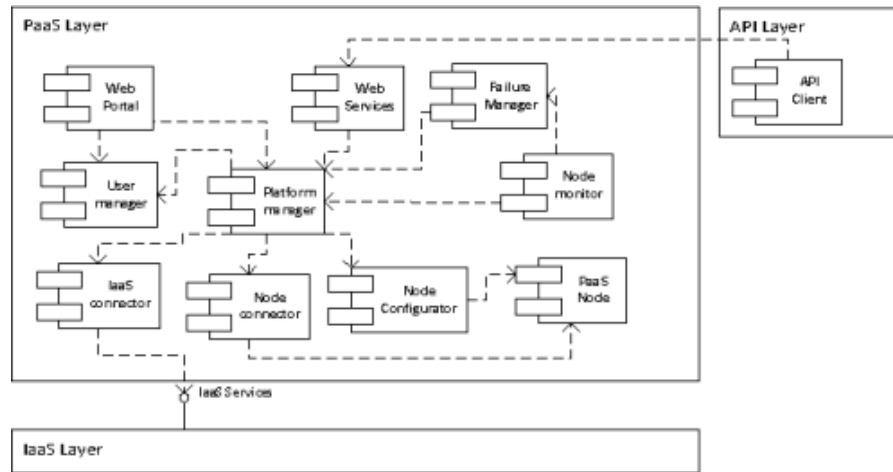 PaaS Layer
API Layer
Web
Portal
Web
Services
Failure
Manager
API
Client
User
manager
Platform
manager
Node
monitor
IaaS
connector
Node
connector
Node
Configurator
PaaS
Node
IaaS Services
IaaS Layer